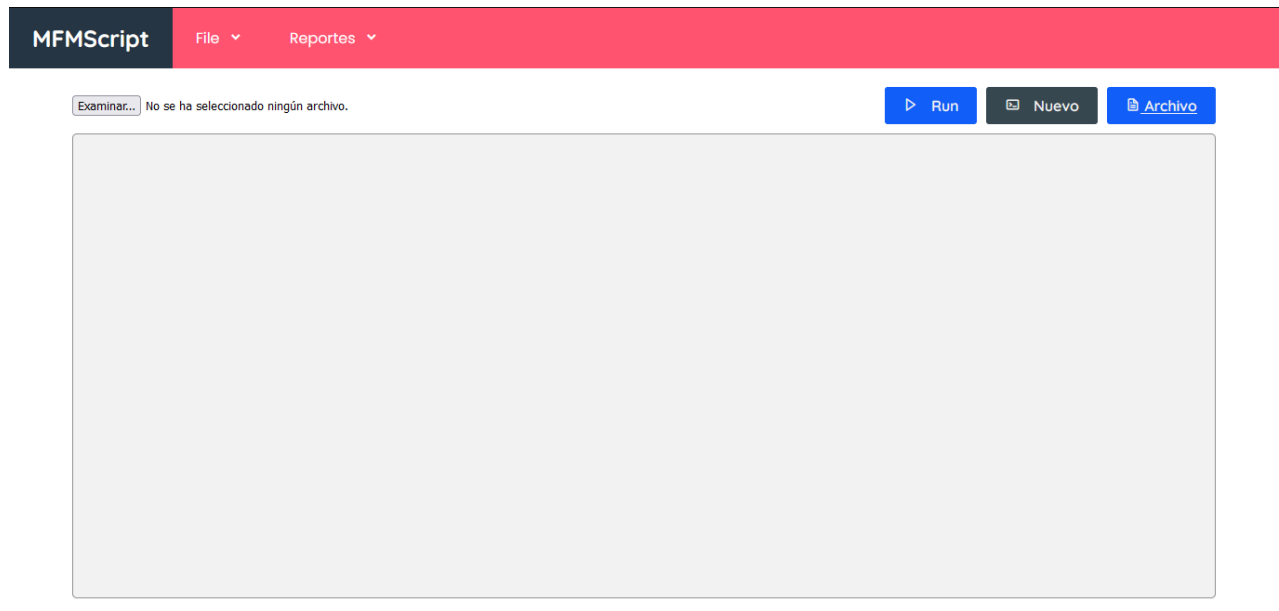 MFMScript File Reportes
Examinar... No se ha seleccionado ningún archivo. Run Nuevo Archivo